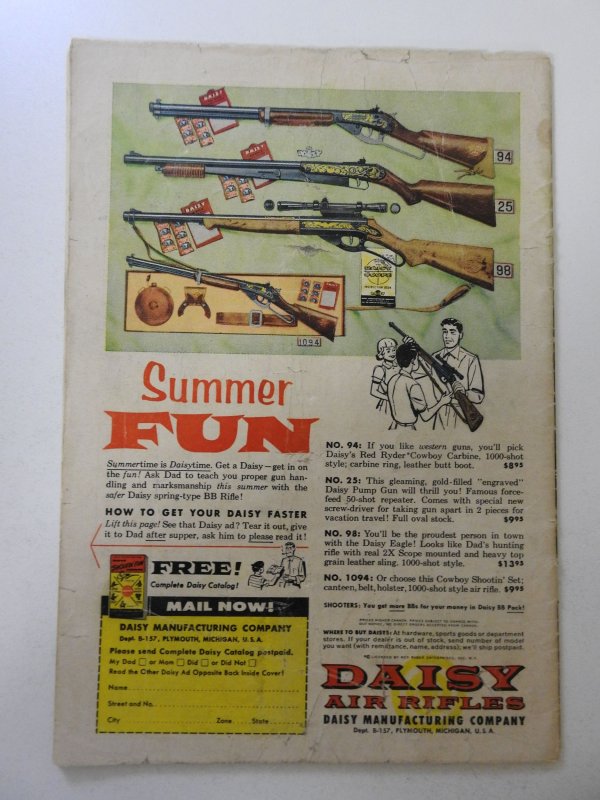 DAISY
94
DAISY
25
DAISY
98
DAISY
SCOPE
1094
Summer
FUN
Summertime is Daisytime. Get a Daisy—get in on
the fun! Ask Dad to teach you proper gun han-
dling and marksmanship this summer with the
safer Daisy spring-type BB Rifle!
HOW TO GET YOUR DAISY FASTER
Lift this page! See that Daisy ad? Tear it out, give
it to Dad after supper, ask him to please read it!
FREE!
Complete Daisy Catalog!
MAIL NOW!
DAISY MANUFACTURING COMPANY
Dept. B-157, PLYMOUTH, MICHIGAN, U. S. A.
Please send Complete Daisy Catalog postpaid.
My Dad □ or Mom □ Did □ or Did Not □
Read the Other Daisy Ad Opposite Back Inside Cover!
Name
Street and No.
City Zone State
NO. 94: If you like western guns, you'll pick
Daisy's Red Ryder*Cowboy Carbine, 1000-shot
style; carbine ring, leather butt boot. $8.95
NO. 25: This gleaming, gold-filled "engraved"
Daisy Pump Gun will thrill you! Famous force-
feed 50-shot repeater. Comes with special new
screw-driver for taking gun apart in 2 pieces for
vacation travel! Full oval stock. $9.95
NO. 98: You'll be the proudest person in town
with the Daisy Eagle! Looks like Dad's hunting
rifle with real 2X Scope mounted and heavy top
grain leather sling. 1000-shot style. $13.95
NO. 1094: Or choose this Cowboy Shootin' Set;
canteen, belt, holster, 1000-shot style air rifle. $9.95
SHOOTERS: You get more BBs for your money in Daisy BB Pack!
PRICES HIGHER CANADA. PRICES SUBJECT TO CHANGE WITH-
OUT NOTICE.
WHERE TO BUY DAISYS: At hardware, sports goods or department
stores. If your dealer is out of stock, send number of model
you want (with remittance, name, address), we'll ship postpaid.
DAISY
AIR RIFLES
DAISY MANUFACTURING COMPANY
Dept. B-157, PLYMOUTH, MICHIGAN, U. S. A.